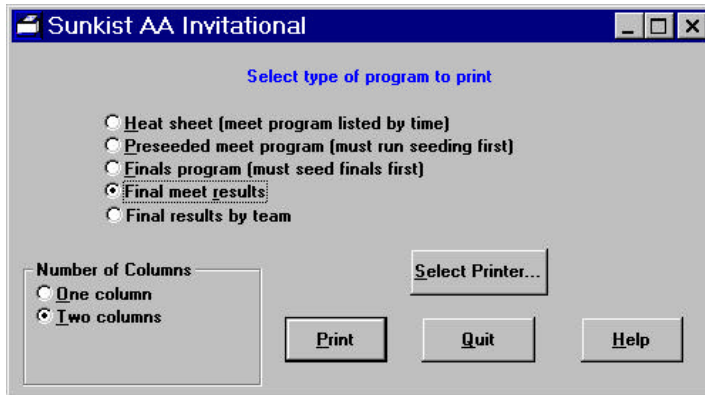 Sunkist AA Invitational
Select type of program to print
Heat sheet (meet program listed by time)
Preseeded meet program (must run seeding first)
Finals program (must seed finals first)
Final meet results
Final results by team
Number of Columns
One column
Two columns
Select Printer...
Print
Quit
Help